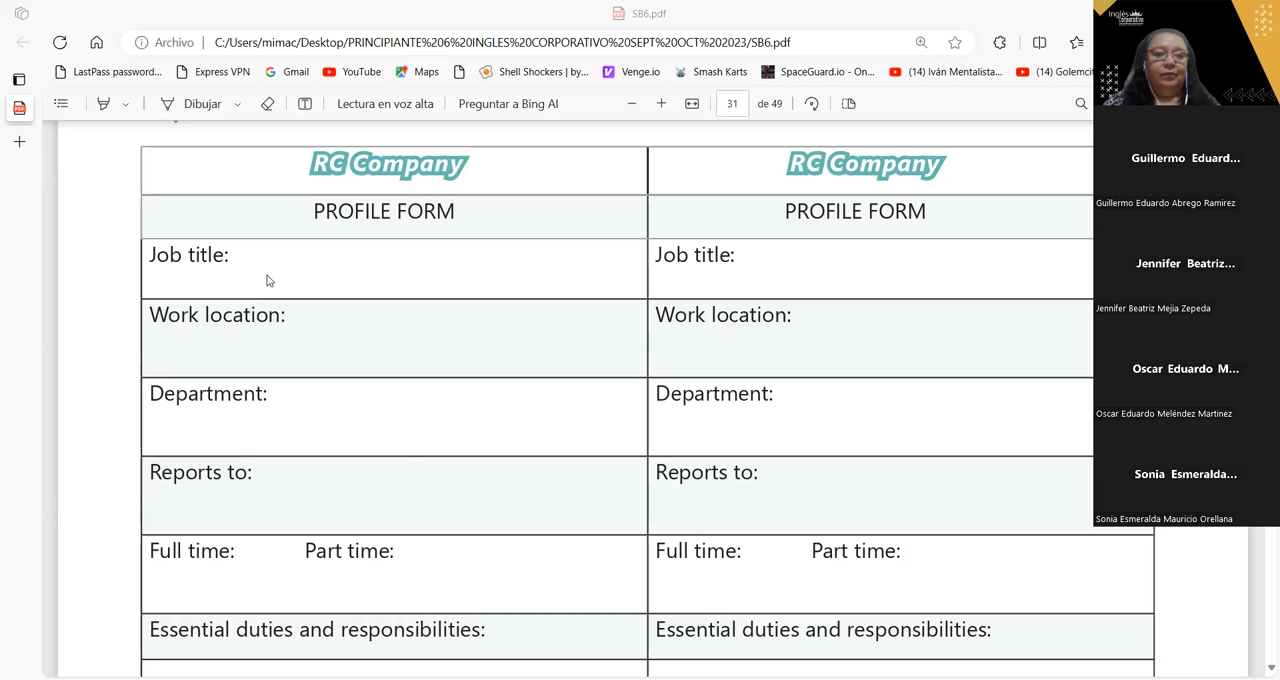 SB6.pdf
Archivo C:/Users/mimac/Desktop/PRINCIPIANTE%206%20INGLES%20CORPORATIVO%20SEPT%20OCT%202023/SB6.pdf
LastPass password... Express VPN Gmail YouTube Maps Shell Shockers | by... Venge.io Smash Karts SpaceGuard.io - On... (14) Iván Mentalista... (14) Golemcit
Dibujar Lectura en voz alta Preguntar a Bing AI 31 de 49
RC Company RC Company
PROFILE FORM PROFILE FORM
Job title: Job title:
Work location: Work location:
Department: Department:
Reports to: Reports to:
Full time: Part time: Full time: Part time:
Essential duties and responsibilities: Essential duties and responsibilities:
Inglés
Corporativo
Guillermo Eduard...
Guillermo Eduardo Abrego Ramirez
Jennifer Beatriz...
Jennifer Beatriz Mejia Zepeda
Oscar Eduardo M...
Oscar Eduardo Meléndez Martinez
Sonia Esmeralda...
Sonia Esmeralda Mauricio Orellana